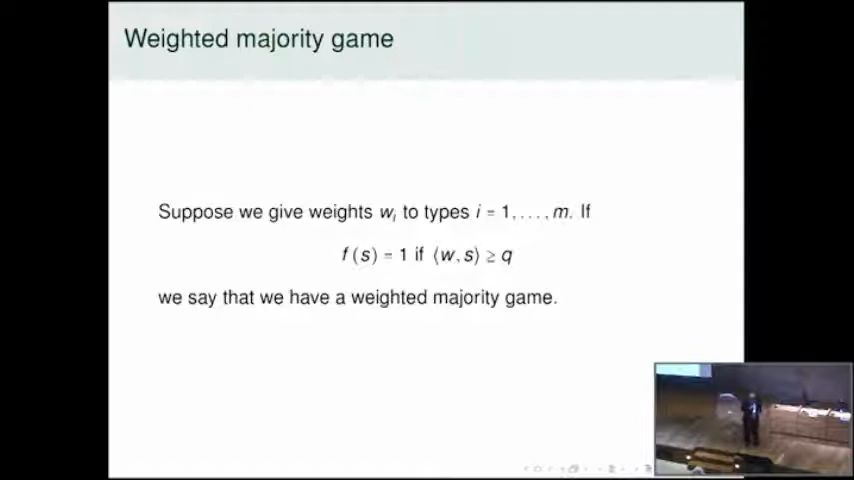 Weighted majority game
Suppose we give weights wᵢ to types i = 1, . . . , m. If
f (s) = 1 if ⟨w, s⟩ ≥ q
we say that we have a weighted majority game.